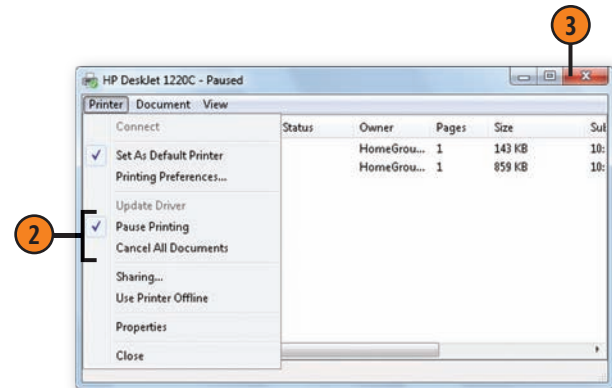 3
HP DeskJet 1220C - Paused
Printer Document View
Connect Status Owner Pages Size Sul
Set As Default Printer HomeGrou... 1 143 KB 10:
Printing Preferences... HomeGrou... 1 859 KB 10:
Update Driver
2 Pause Printing
Cancel All Documents
Sharing...
Use Printer Offline
Properties
Close